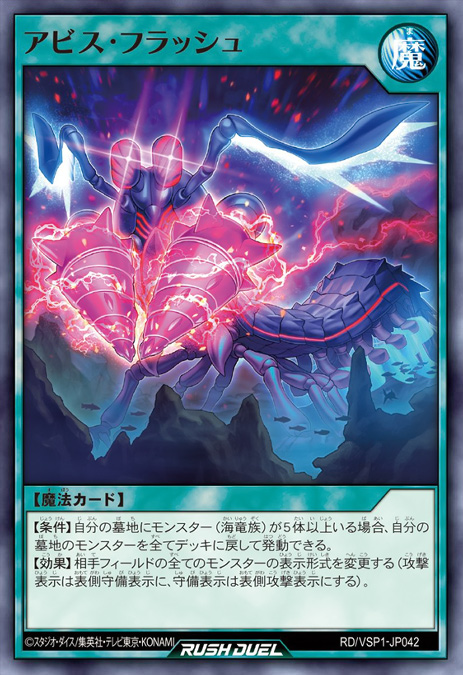 アビス・フラッシュ
ま
魔
【魔法カード】
【条件】自分の墓地にモンスター（海竜族）が５体以上いる場合、自分の
墓地のモンスターを全てデッキに戻して発動できる。
【効果】相手フィールドの全てのモンスターの表示形式を変更する（攻撃
表示は表側守備表示に、守備表示は表側攻撃表示にする）。
©スタジオ・ダイス/集英社・テレビ東京・KONAMI
RUSH DUEL
RD/VSP1-JP042